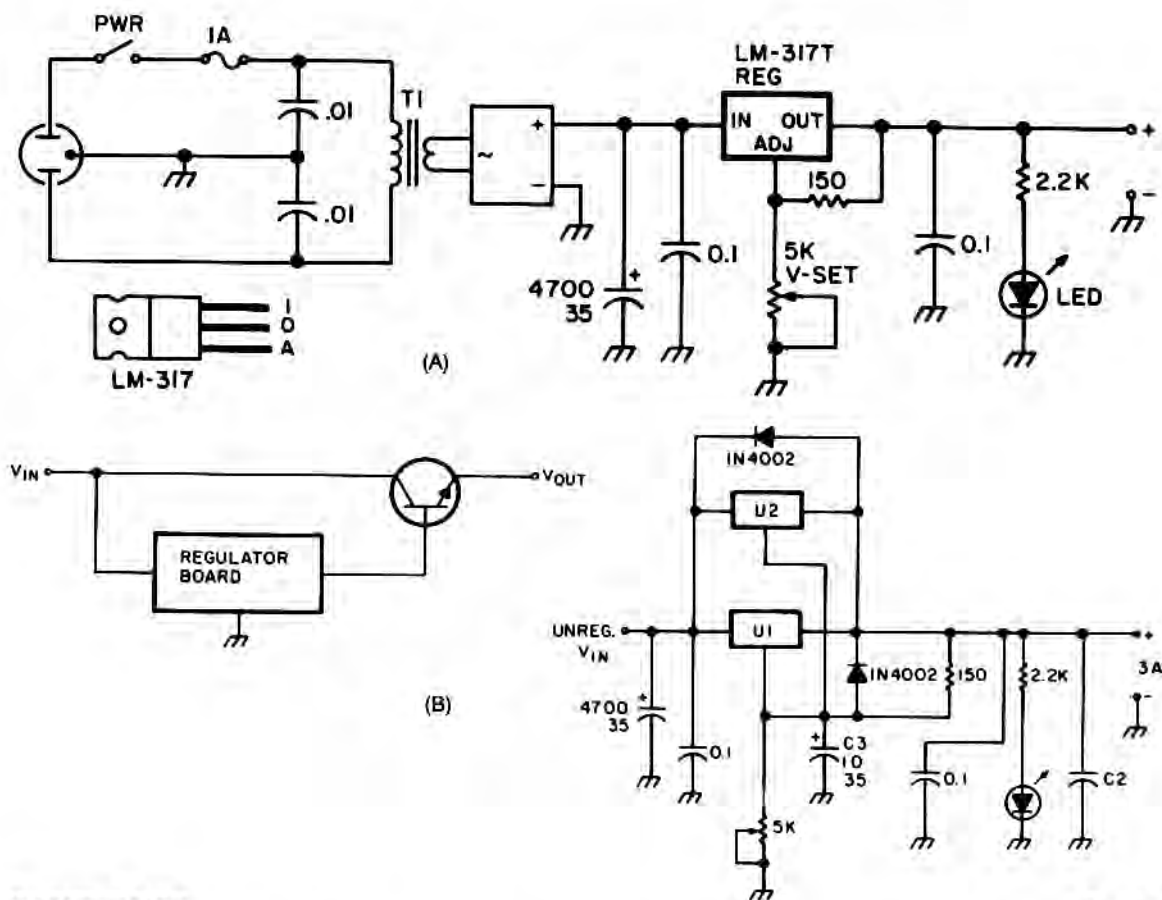 PWR
1A
.01
.01
T1
~
+
−
LM-317T
REG
IN OUT
ADJ
150
5K
V-SET
+
4700
35
0.1
0.1
2.2K
LED
+
-
I
O
A
LM-317
(A)
VIN
VOUT
REGULATOR
BOARD
(B)
1N4002
U2
U1
UNREG.
VIN
+
4700
35
0.1
5K
1N4002
+
C3
10
35
150
2.2K
0.1
C2
+
3A
-